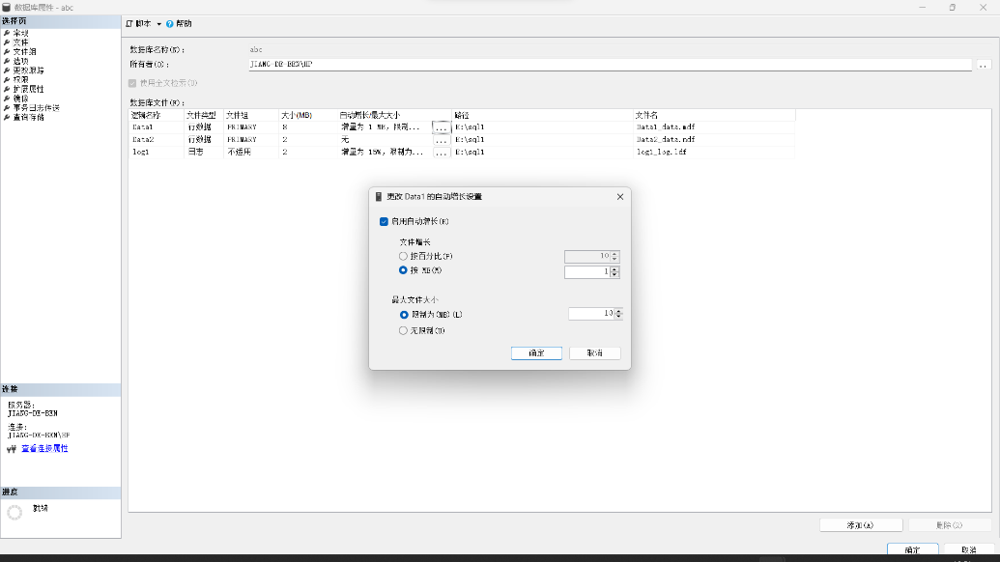 数据库属性 - abc
选择页
常规
文件
文件组
选项
更改跟踪
权限
扩展属性
镜像
事务日志传送
查询存储
脚本
帮助
数据库名称(N):
abc
所有者(O):
JIANG-DE-BEN\HP
...
使用全文检索(U)
数据库文件(F):
逻辑名称 文件类型 文件组 大小(MB) 自动增长/最大大小 路径 文件名
Data1 行数据 PRIMARY 8 增量为 1 MB，限制... ... E:\sql1 Data1_data.mdf
Data2 行数据 PRIMARY 2 无 ... E:\sql1 Data2_data.ndf
log1 日志 不适用 2 增量为 15%，限制为... ... E:\sql1 log1_log.ldf
更改 Data1 的自动增长设置
启用自动增长(E)
文件增长
按百分比(P) 10
按 MB(M) 1
最大文件大小
限制为(MB)(L) 10
无限制(U)
确定 取消
连接
服务器:
JIANG-DE-BEN
连接:
JIANG-DE-BEN\HP
查看连接属性
进度
就绪
添加(A) 删除(R)
确定 取消